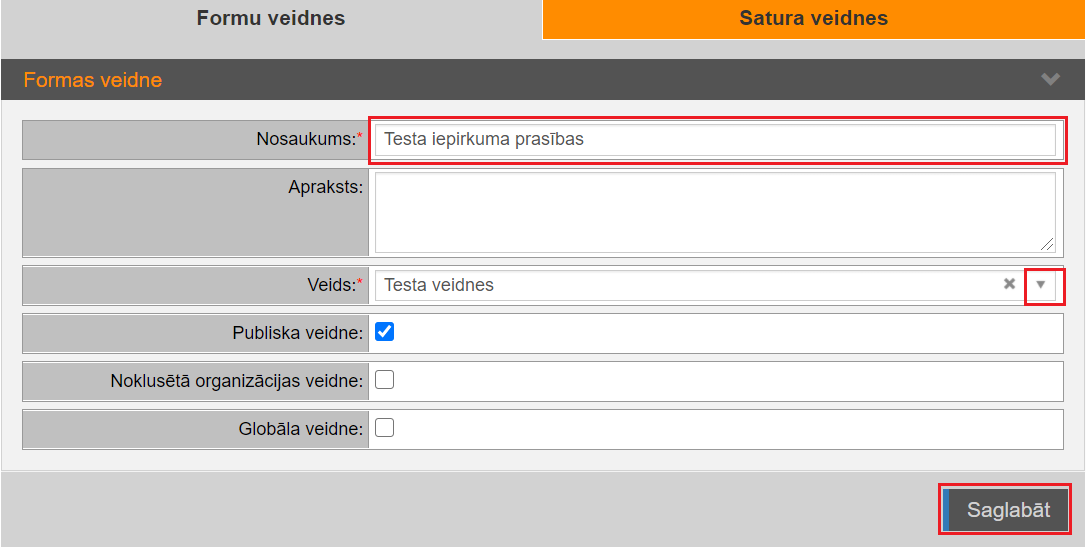 Formu veidnes
Satura veidnes
Formas veidne
Nosaukums:* Testa iepirkuma prasības
Apraksts:
Veids:* Testa veidnes
Publiska veidne:
Noklusētā organizācijas veidne:
Globāla veidne:
Saglabāt